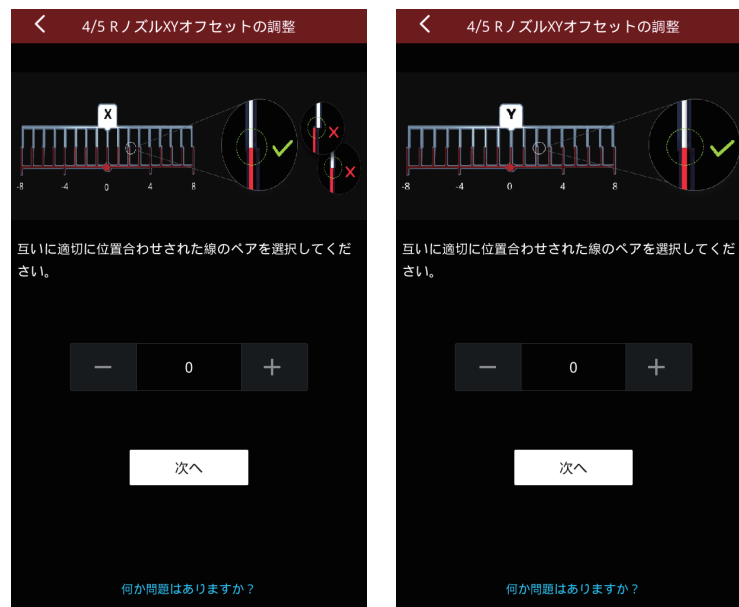 4/5 RノズルXYオフセットの調整
X
-8 -4 0 4 8
互いに適切に位置合わせされた線のペアを選択してくだ
さい。
0
次へ
何か問題はありますか？
4/5 RノズルXYオフセットの調整
Y
-8 -4 0 4 8
互いに適切に位置合わせされた線のペアを選択してくだ
さい。
0
次へ
何か問題はありますか？